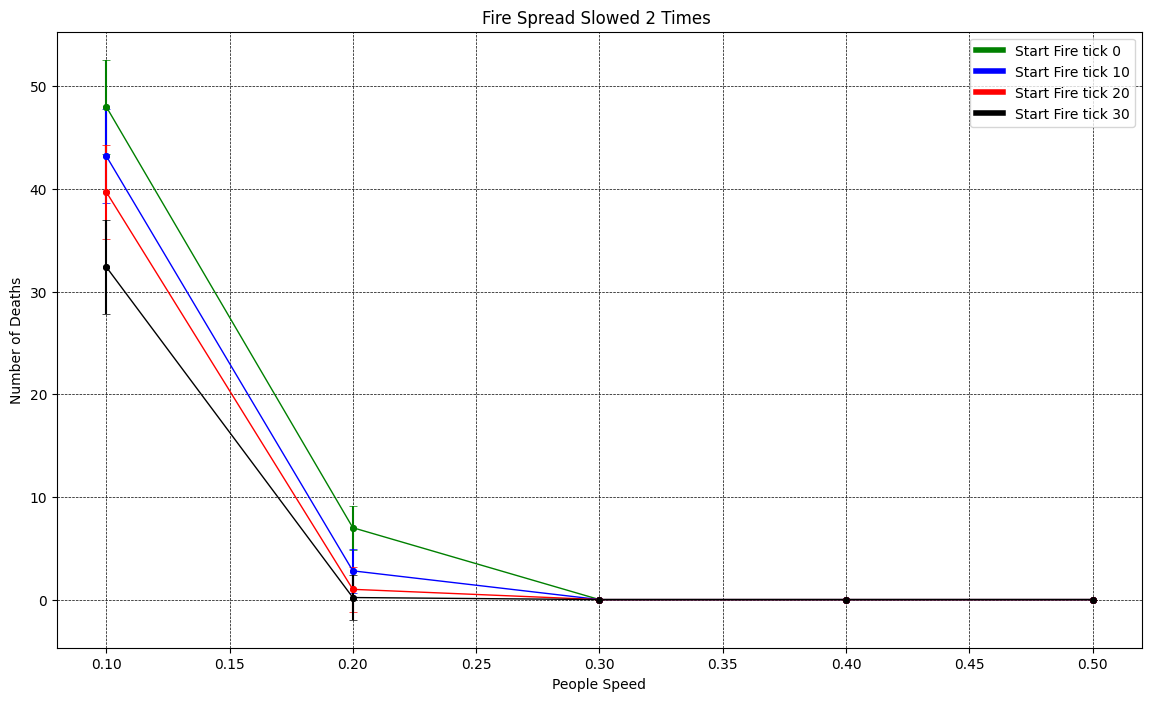 Fire Spread Slowed 2 Times
Start Fire tick 0
Start Fire tick 10
Start Fire tick 20
Start Fire tick 30
Number of Deaths
50
40
30
20
10
0
0.10 0.15 0.20 0.25 0.30 0.35 0.40 0.45 0.50
People Speed